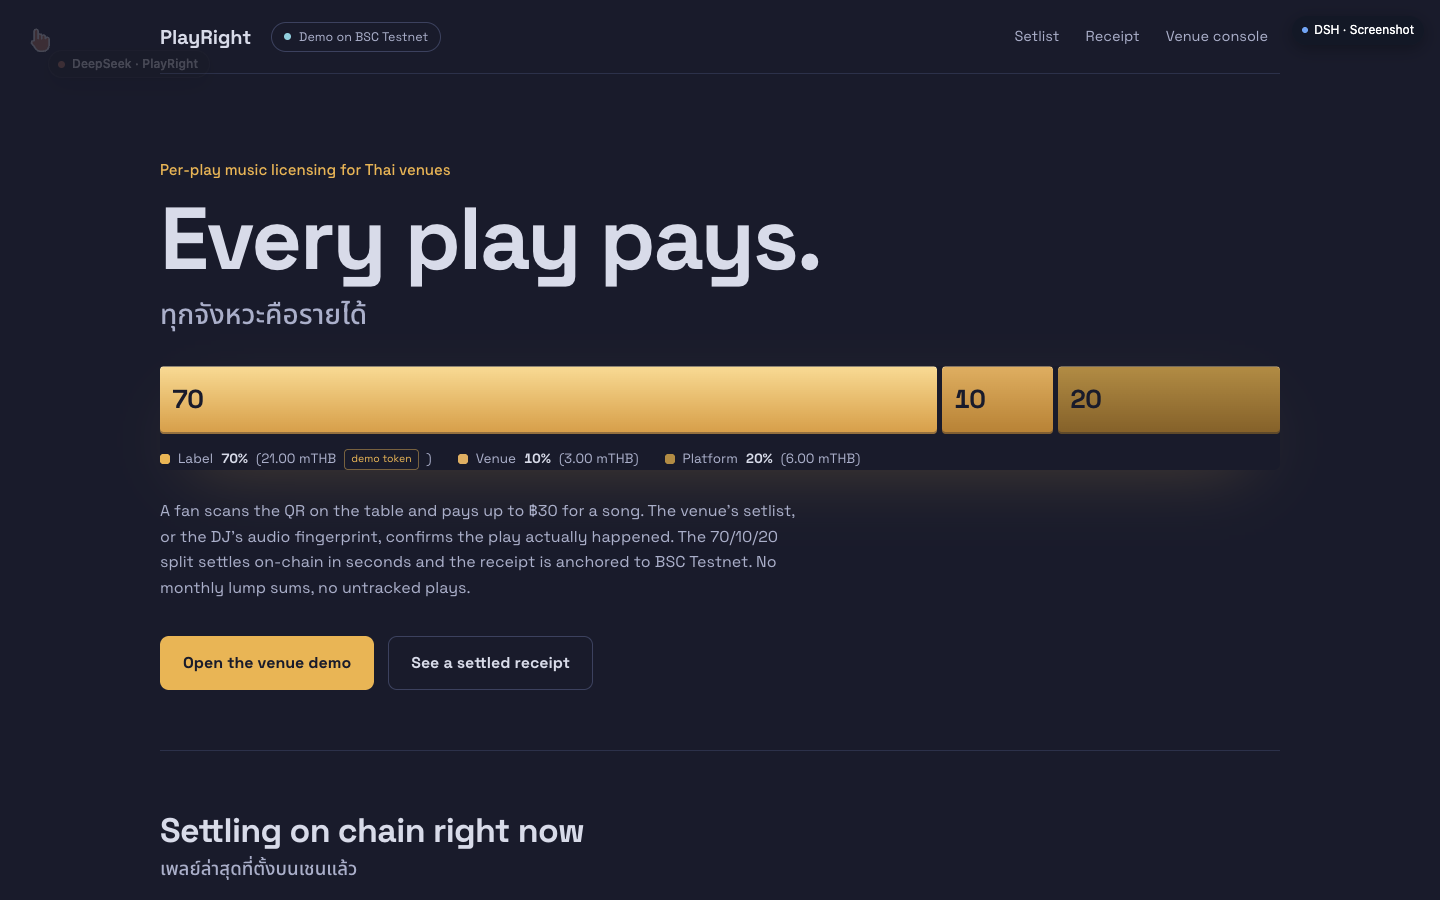 PlayRight
Demo on BSC Testnet
Setlist
Receipt
Venue console
DSH · Screenshot
DeepSeek · PlayRight
Per-play music licensing for Thai venues
Every play pays.
ทุกจังหวะคือรายได้
70
10
20
Label 70% (21.00 mTHB demo token )
Venue 10% (3.00 mTHB)
Platform 20% (6.00 mTHB)
A fan scans the QR on the table and pays up to ฿30 for a song. The venue's setlist,
or the DJ's audio fingerprint, confirms the play actually happened. The 70/10/20
split settles on-chain in seconds and the receipt is anchored to BSC Testnet. No
monthly lump sums, no untracked plays.
Open the venue demo
See a settled receipt
Settling on chain right now
เพลย์ล่าสุดที่ตั้งบนเชนแล้ว